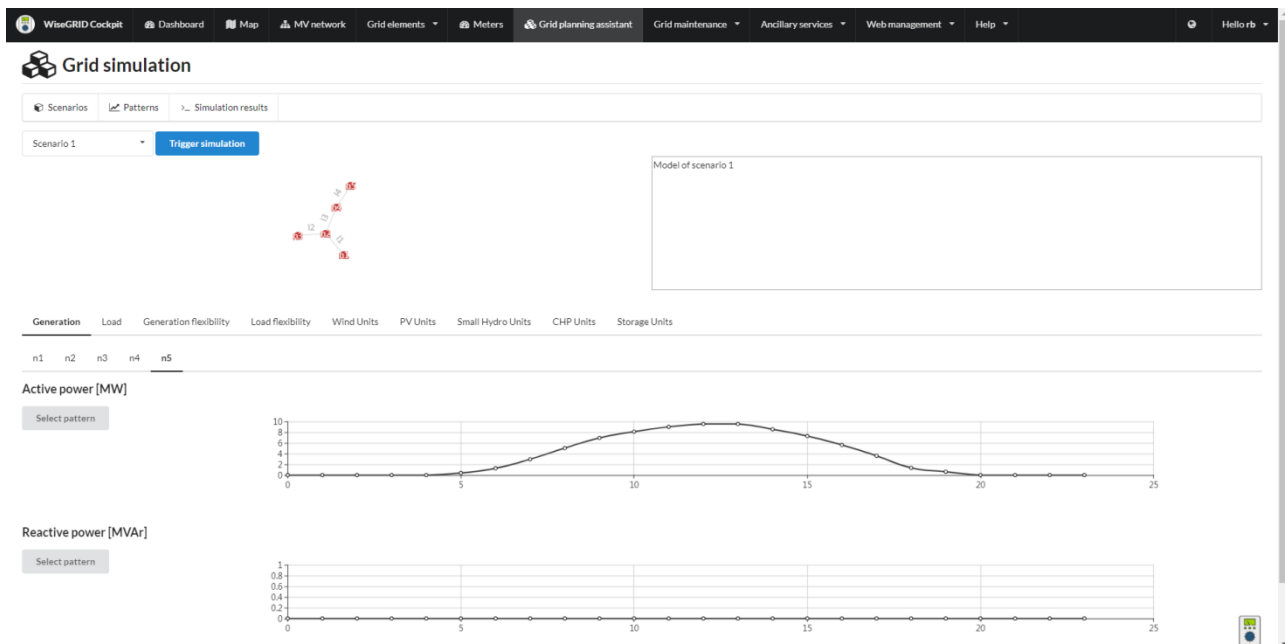 WiseGRID Cockpit Dashboard Map MV network Grid elements Meters Grid planning assistant Grid maintenance Ancillary services Web management Help Hello rb
Grid simulation
Scenarios Patterns >_ Simulation results
Scenario 1 Trigger simulation
Model of scenario 1
l4
l3
l2
l1
Generation Load Generation flexibility Load flexibility Wind Units PV Units Small Hydro Units CHP Units Storage Units
n1 n2 n3 n4 n5
Active power [MW]
Select pattern
10
8
6
4
2
0
0 5 10 15 20 25
Reactive power [MVAr]
Select pattern
1
0.8
0.6
0.4
0.2
0
0 5 10 15 20 25